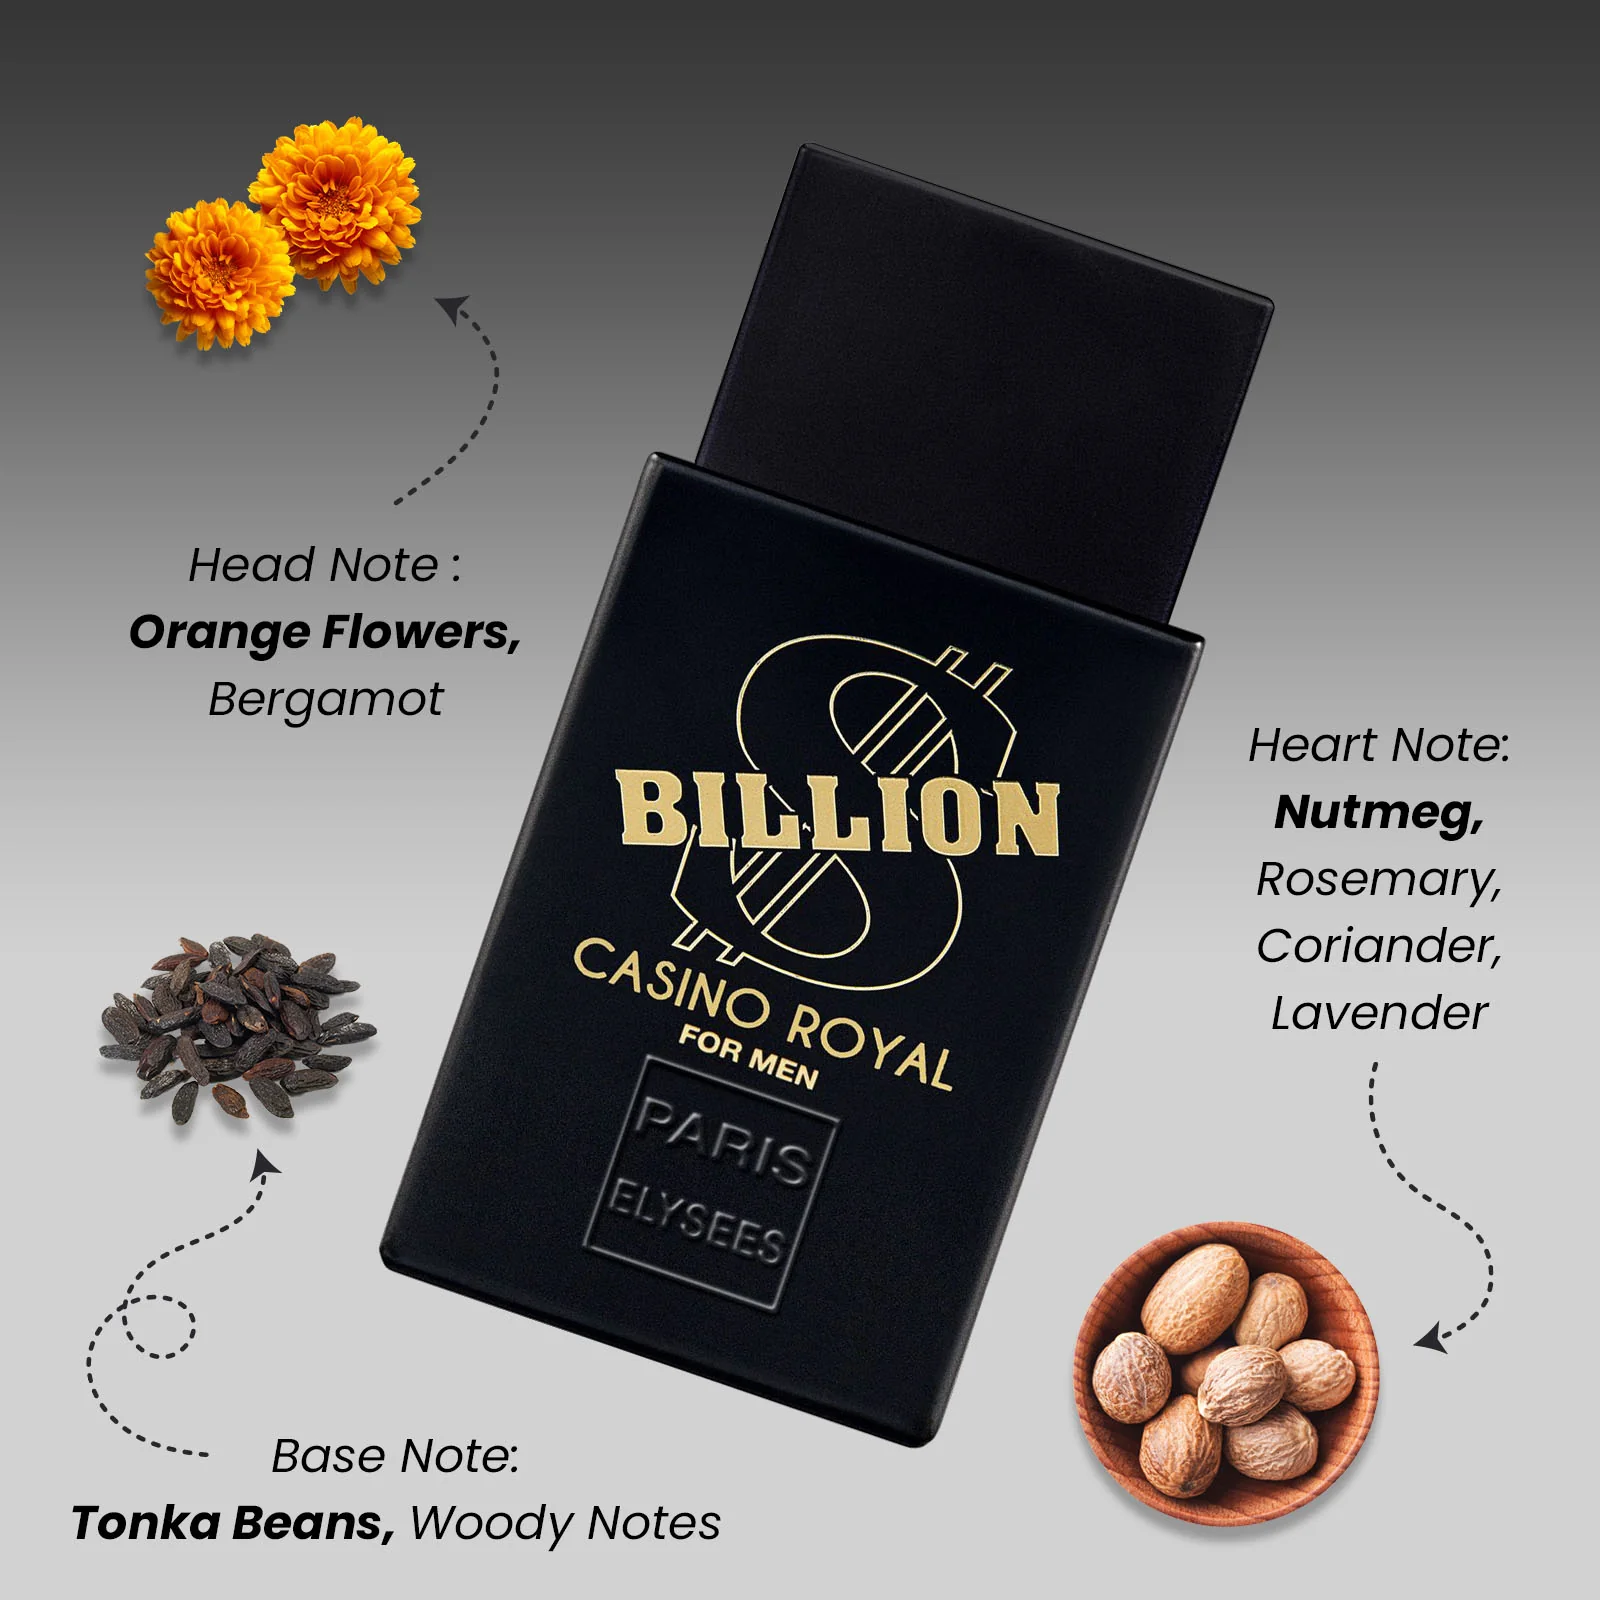 Head Note :
Orange Flowers,
Bergamot
Heart Note:
Nutmeg,
Rosemary,
Coriander,
Lavender
BILLION
CASINO ROYAL
FOR MEN
PARIS
ELYSEES
Base Note:
Tonka Beans, Woody Notes